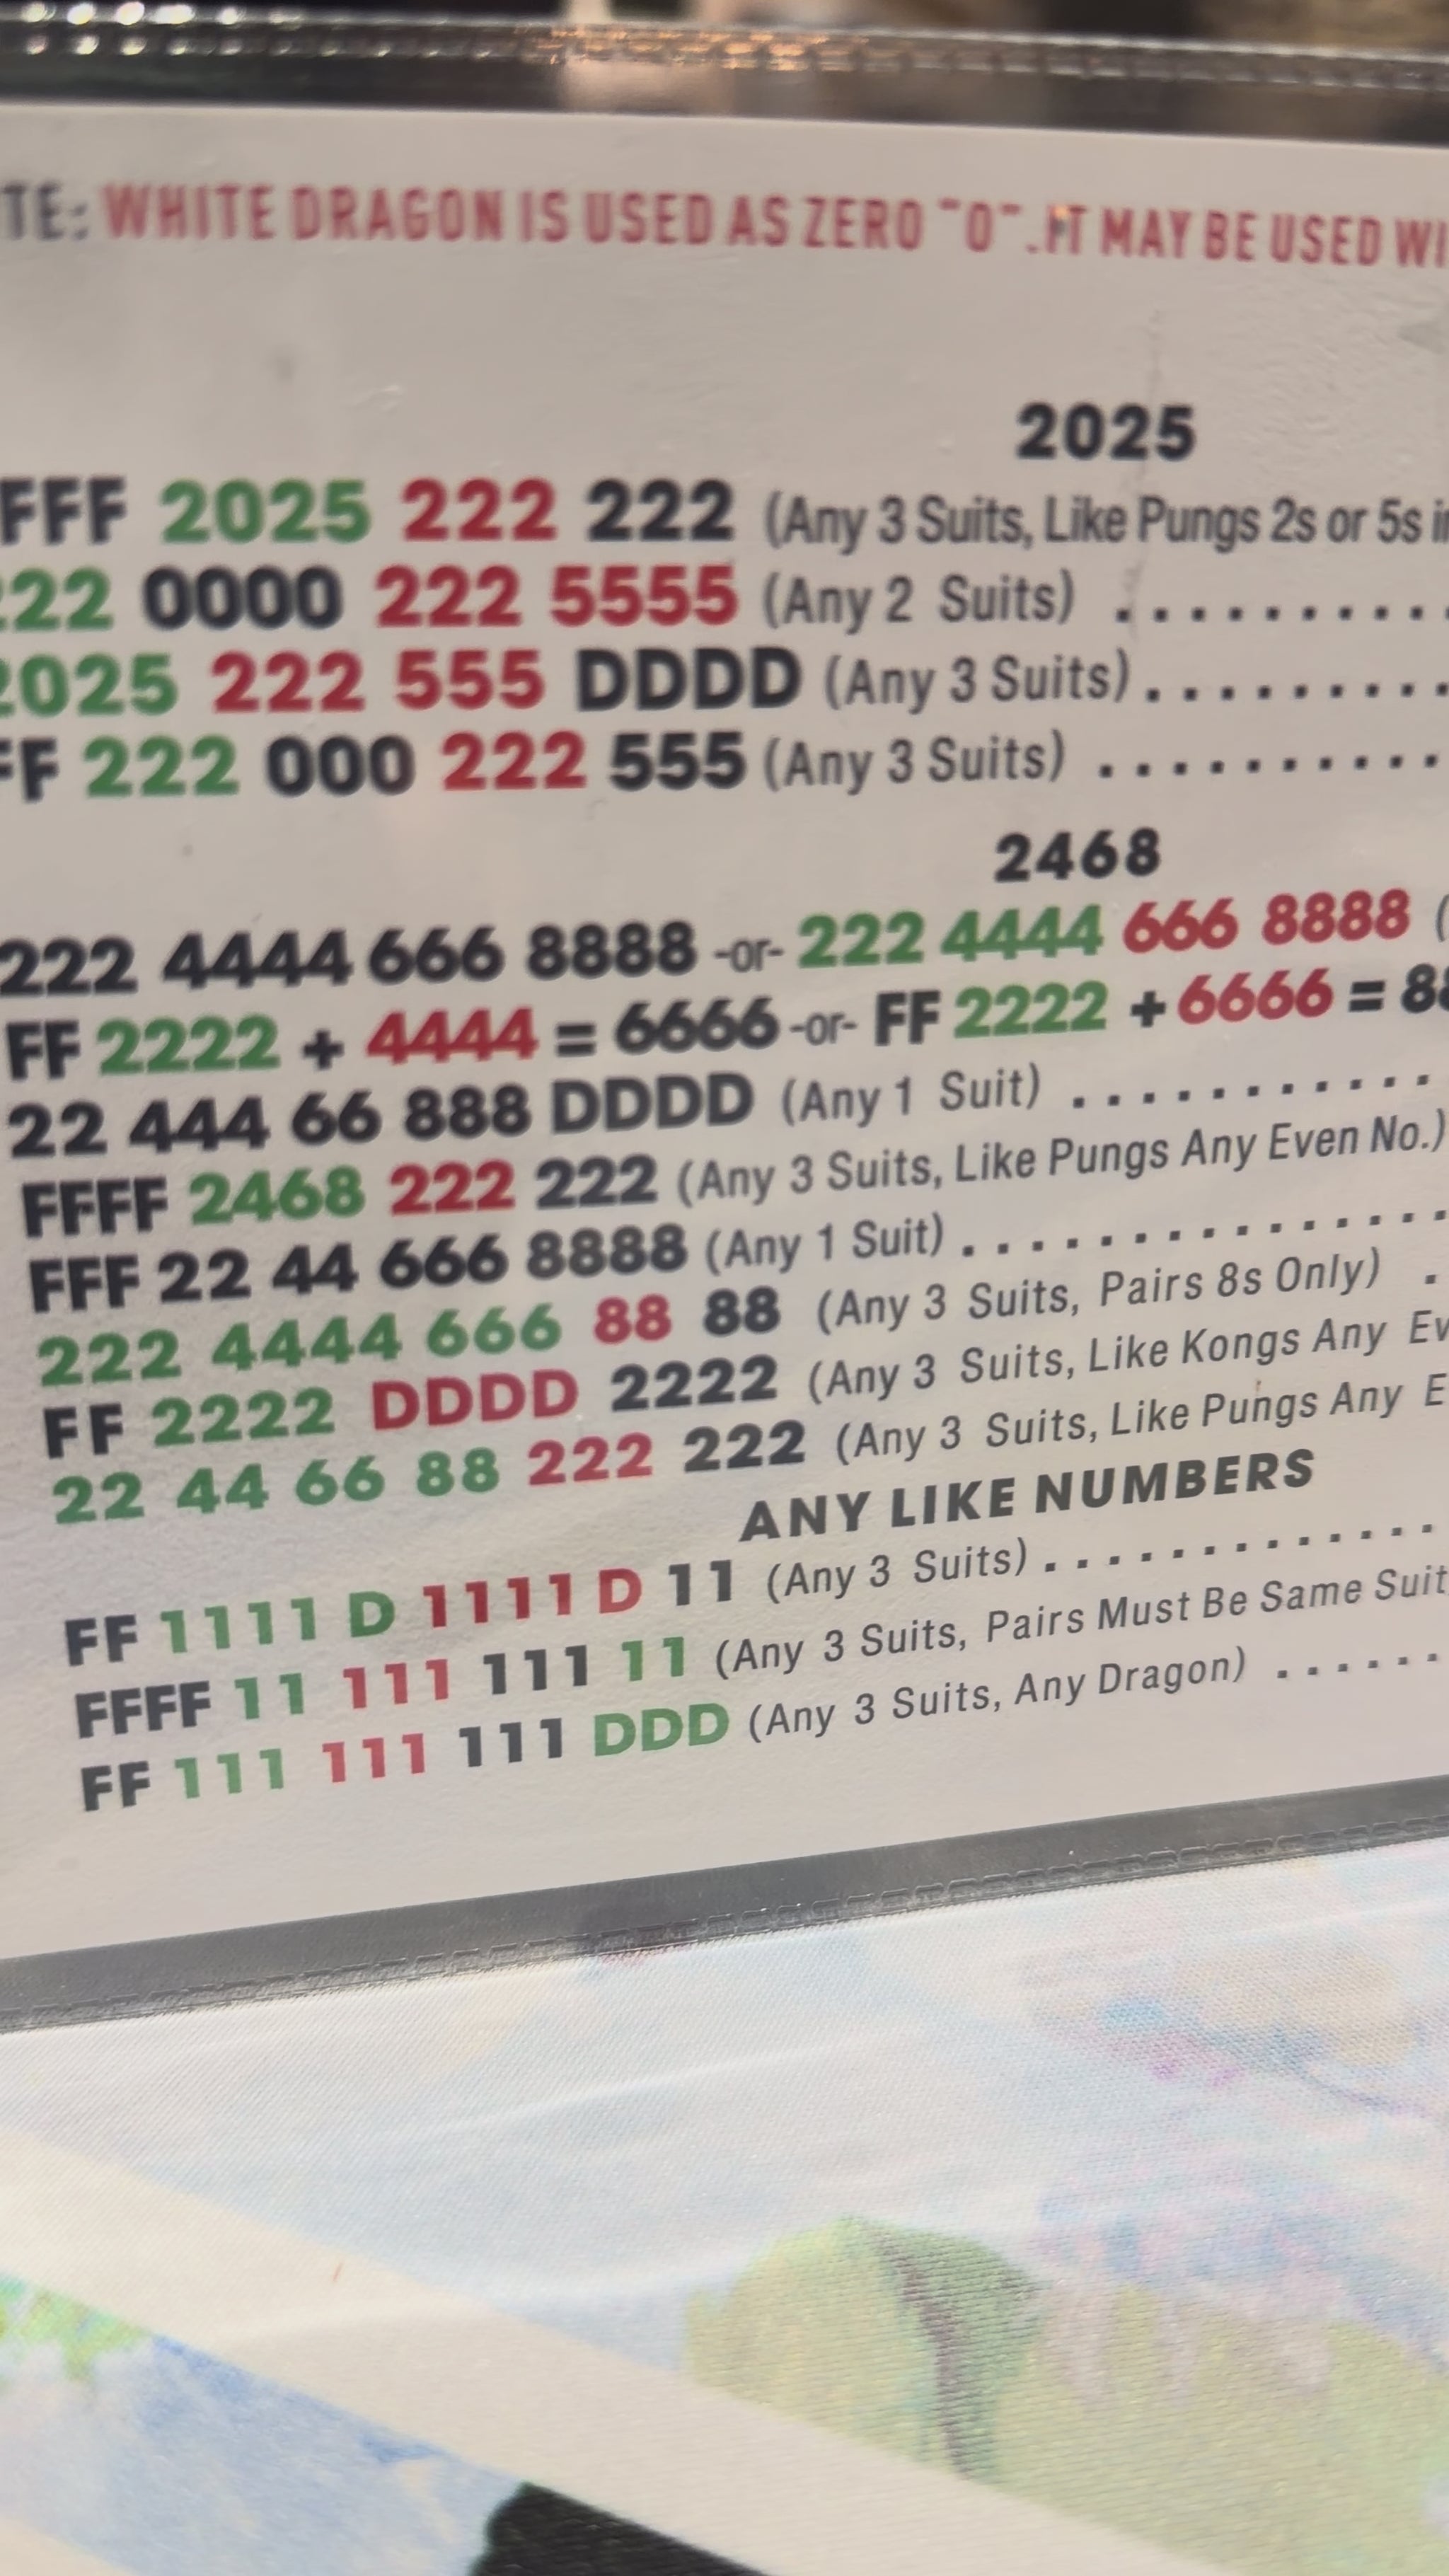 TE: WHITE DRAGON IS USED AS ZERO "0". IT MAY BE USED WI
2025
FFF 2025 222 222 (Any 3 Suits, Like Pungs 2s or 5s in
222 0000 222 5555 (Any 2 Suits) ..........
2025 222 555 DDDD (Any 3 Suits) .........
FF 222 000 222 555 (Any 3 Suits) ..........
2468
222 4444 666 8888 -or- 222 4444 666 8888 (
FF 2222 + 4444 = 6666 -or- FF 2222 + 6666 = 88
22 444 66 888 DDDD (Any 1 Suit) ............
FFFF 2468 222 222 (Any 3 Suits, Like Pungs Any Even No.)
FFF 22 44 666 8888 (Any 1 Suit) ...............
222 4444 666 88 88 (Any 3 Suits, Pairs 8s Only) .
FF 2222 DDDD 2222 (Any 3 Suits, Like Kongs Any Ev
22 44 66 88 222 222 (Any 3 Suits, Like Pungs Any E
ANY LIKE NUMBERS
FF 1111 D 1111 D 11 (Any 3 Suits) .............
FFFF 11 111 111 11 (Any 3 Suits, Pairs Must Be Same Suit
FF 111 111 111 DDD (Any 3 Suits, Any Dragon) ......